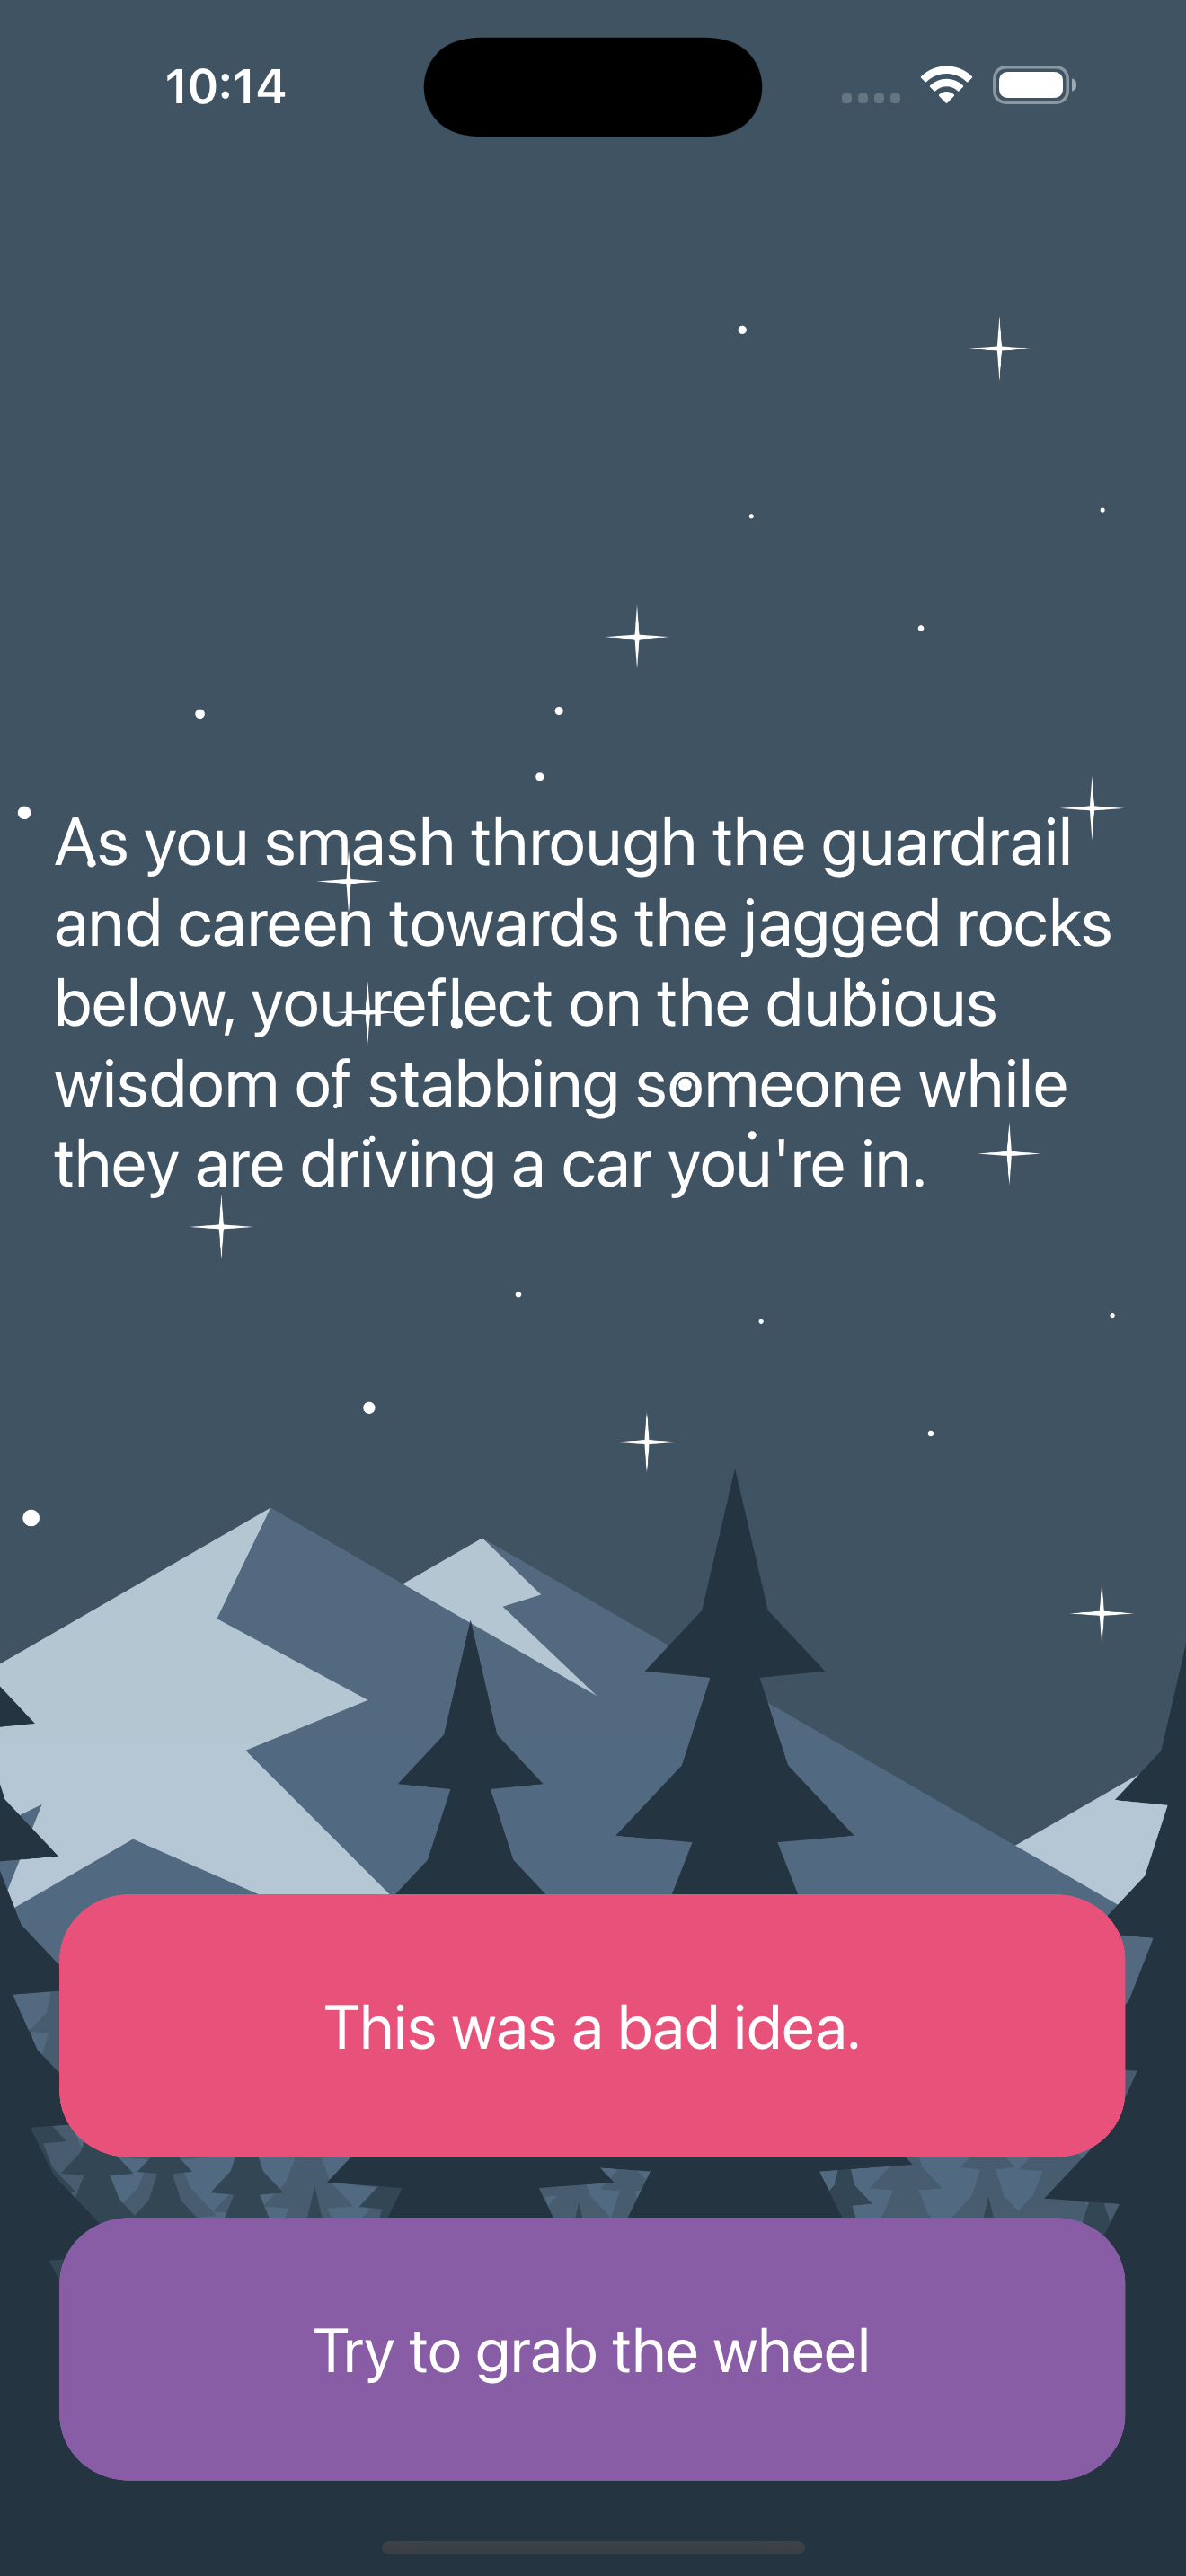 10:14
As you smash through the guardrail
and careen towards the jagged rocks
below, you reflect on the dubious
wisdom of stabbing someone while
they are driving a car you're in.
This was a bad idea.
Try to grab the wheel